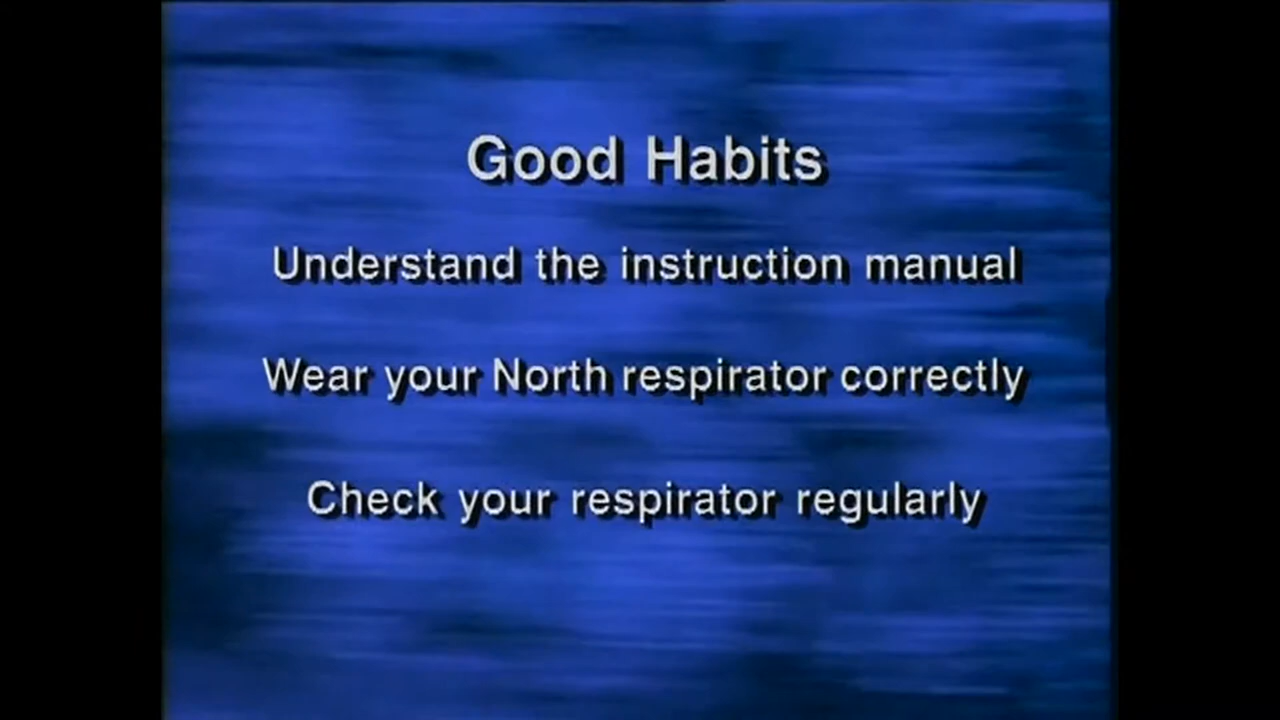 Good Habits
Understand the instruction manual
Wear your North respirator correctly
Check your respirator regularly